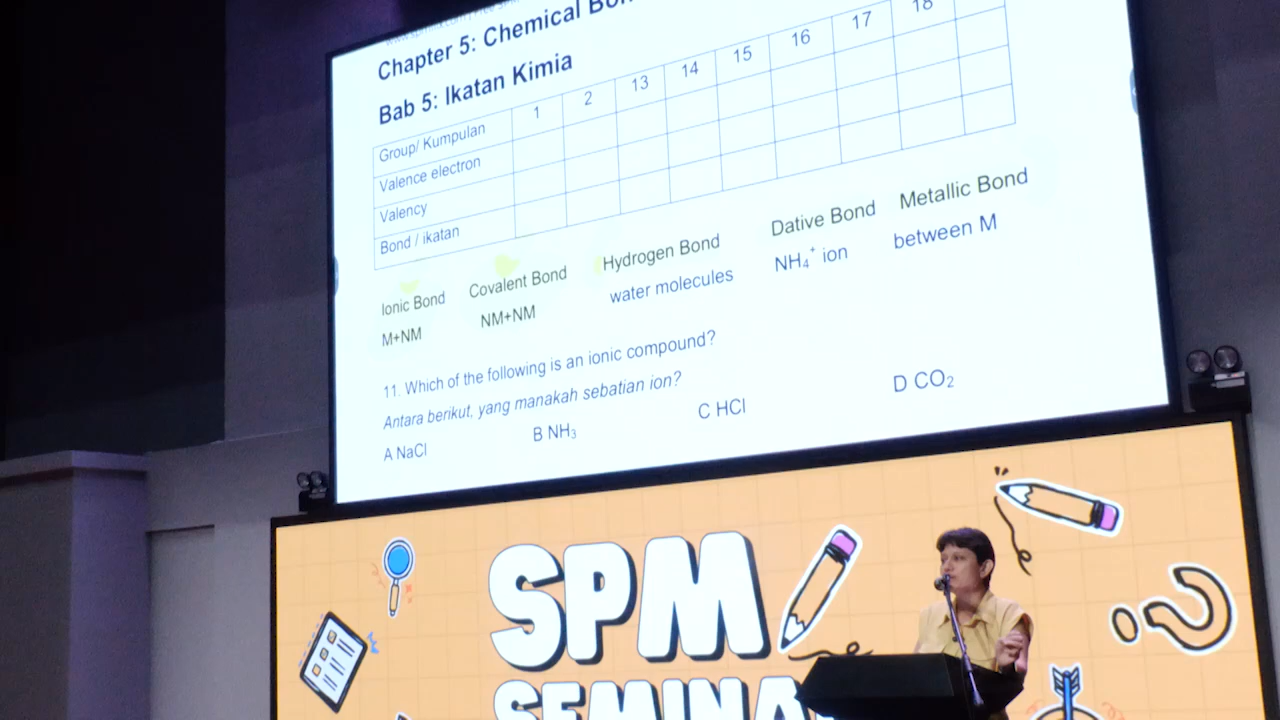 Chapter 5: Chemical
Bab 5: Ikatan Kimia
Group/ Kumpulan 1 2 13 14 15 16 17 18
Valence electron
Valency
Bond / ikatan
Ionic Bond Covalent Bond Hydrogen Bond Dative Bond Metallic Bond
M+NM NM+NM water molecules NH₄⁺ ion between M
11. Which of the following is an ionic compound?
Antara berikut, yang manakah sebatian ion?
A NaCl B NH₃ C HCl D CO₂
SPM